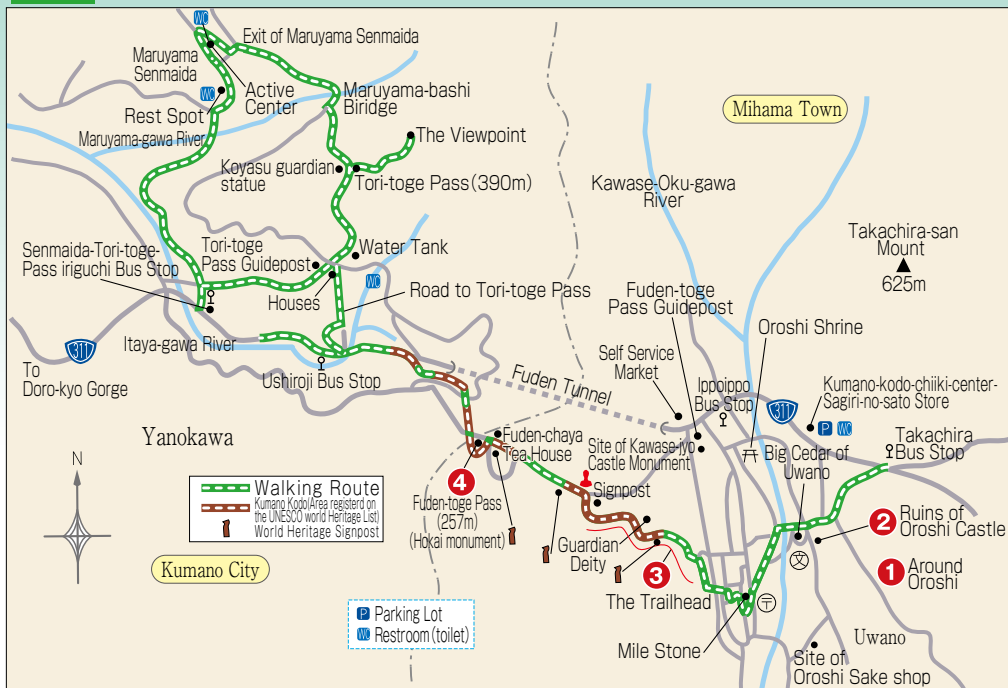 WC
Exit of Maruyama Senmaida
Maruyama
Senmaida
Active
Center
WC
Rest Spot
Maruyama-gawa River
Maruyama-bashi
Biridge
The Viewpoint
Koyasu guardian
statue
Tori-toge Pass(390m)
Mihama Town
Kawase-Oku-gawa
River
Takachira-san
Mount
625m
Senmaida-Tori-toge-
Pass iriguchi Bus Stop
Tori-toge
Pass Guidepost
Water Tank
WC
Houses
Road to Tori-toge Pass
Fuden-toge
Pass Guidepost
Oroshi Shrine
Itaya-gawa River
311
To
Doro-kyo Gorge
Ushiroji Bus Stop
Fuden Tunnel
Self Service
Market
Ippoippo
Bus Stop
311
Kumano-kodo-chiiki-center-
Sagiri-no-sato Store
P WC
Takachira
Bus Stop
Yanokawa
Fuden-chaya
Tea House
Site of Kawase-jyo
Castle Monument
Big Cedar of
Uwano
N
Walking Route
Kumano Kodo(Area registerd on
the UNESCO world Heritage List)
World Heritage Signpost
4
Fuden-toge Pass
(257m)
(Hokai monument)
Signpost
Guardian
Deity
文
2 Ruins of
Oroshi Castle
Kumano City
3
The Trailhead
1 Around
Oroshi
P Parking Lot
WC Restroom(toilet)
〒
Mile Stone
Uwano
Site of
Oroshi Sake shop